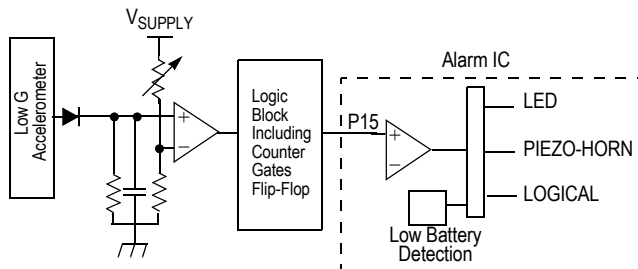 VSUPPLY
Low G
Accelerometer
+
−
Logic
Block
Including
Counter
Gates
Flip-Flop
Alarm IC
P15
+
−
LED
PIEZO-HORN
LOGICAL
Low Battery
Detection